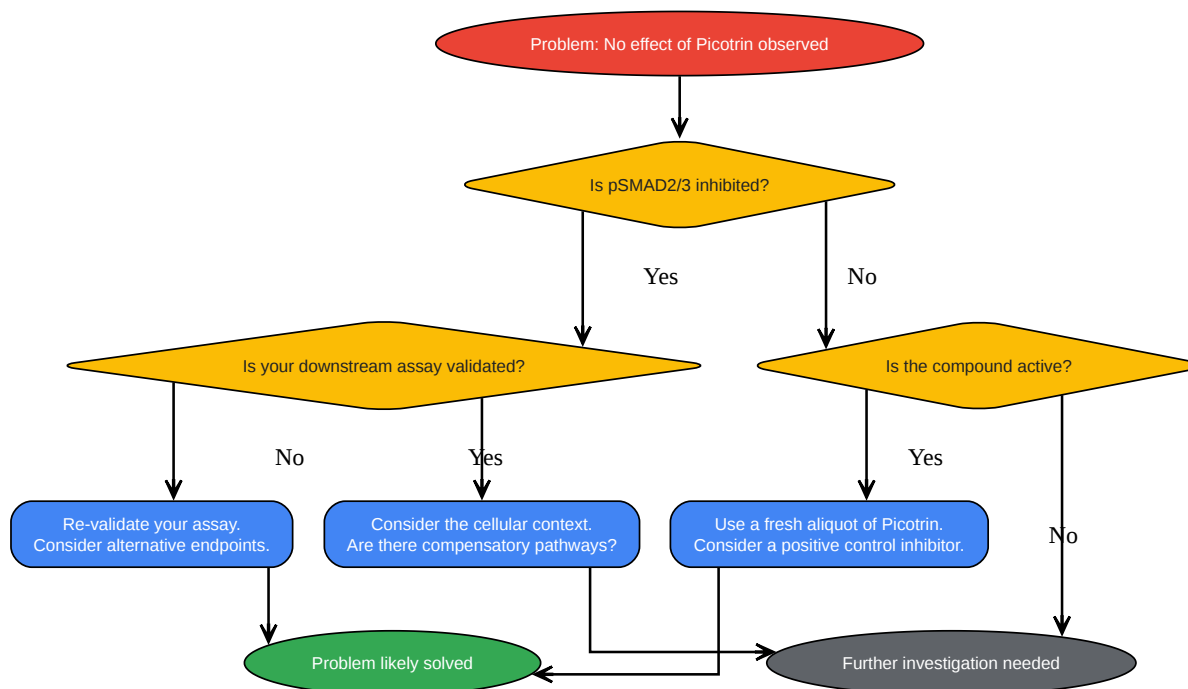 Problem: No effect of Picotrin observed
Is pSMAD2/3 inhibited?
Yes
No
Is your downstream assay validated?
Is the compound active?
No
Yes
Yes
Re-validate your assay.
Consider alternative endpoints.
Consider the cellular context.
Are there compensatory pathways?
Use a fresh aliquot of Picotrin.
Consider a positive control inhibitor.
No
Problem likely solved
Further investigation needed